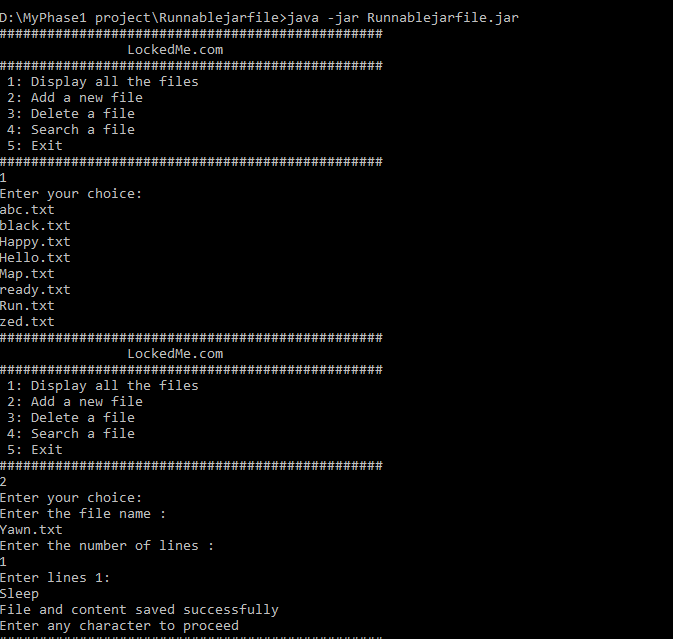 D:\MyPhase1 project\Runnablejarfile>java -jar Runnablejarfile.jar
################################################
                LockedMe.com
################################################
 1: Display all the files
 2: Add a new file
 3: Delete a file
 4: Search a file
 5: Exit
################################################
1
Enter your choice:
abc.txt
black.txt
Happy.txt
Hello.txt
Map.txt
ready.txt
Run.txt
zed.txt
################################################
                LockedMe.com
################################################
 1: Display all the files
 2: Add a new file
 3: Delete a file
 4: Search a file
 5: Exit
################################################
2
Enter your choice:
Enter the file name :
Yawn.txt
Enter the number of lines :
1
Enter lines 1:
Sleep
File and content saved successfully
Enter any character to proceed